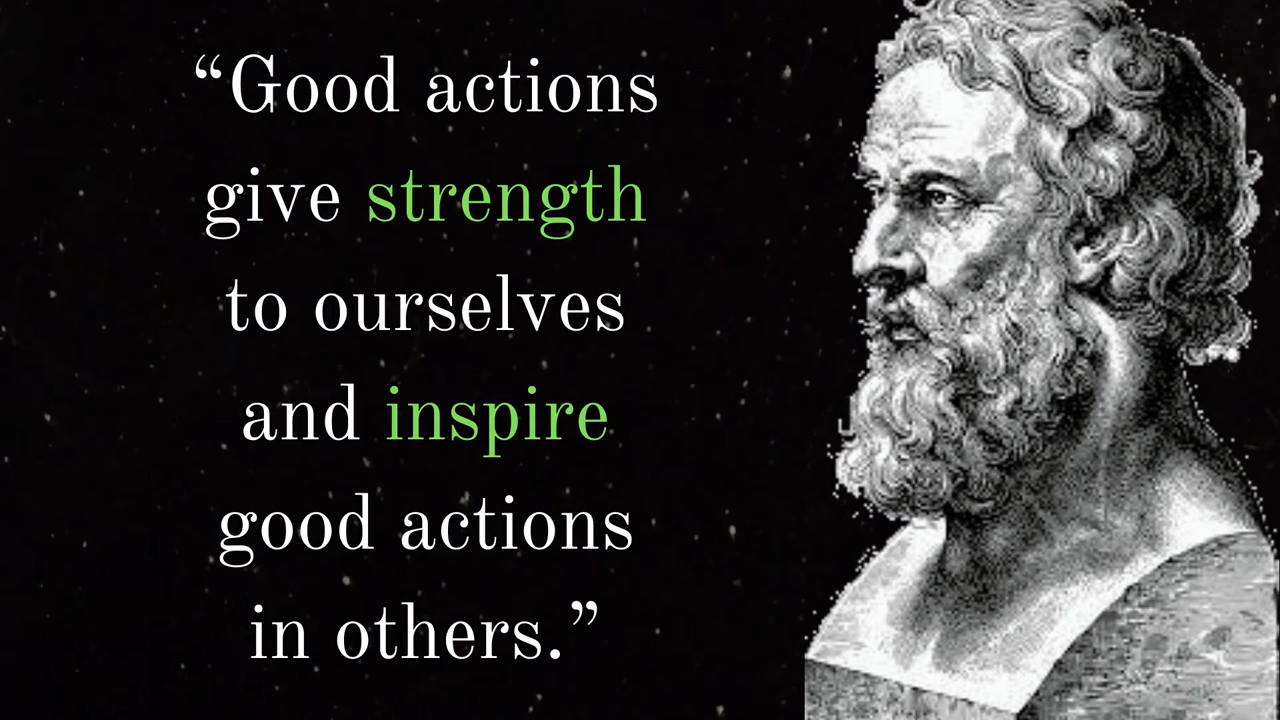 “Good actions
give strength
to ourselves
and inspire
good actions
in others.”